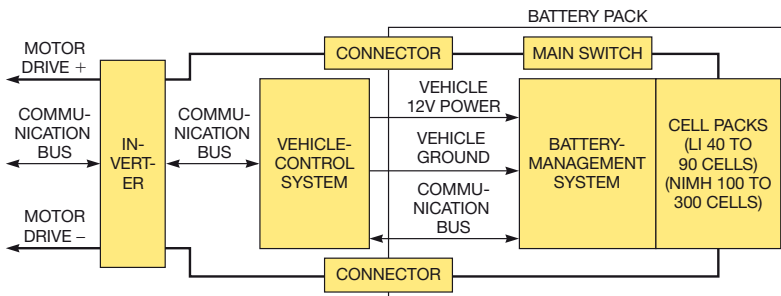 BATTERY PACK
CONNECTOR
MAIN SWITCH
MOTOR
DRIVE +
COMMU-
NICATION
BUS
IN-
VERT-
ER
COMMU-
NICATION
BUS
VEHICLE-
CONTROL
SYSTEM
VEHICLE
12V POWER
VEHICLE
GROUND
COMMU-
NICATION
BUS
BATTERY-
MANAGEMENT
SYSTEM
CELL PACKS
(LI 40 TO
90 CELLS)
(NIMH 100 TO
300 CELLS)
MOTOR
DRIVE –
CONNECTOR